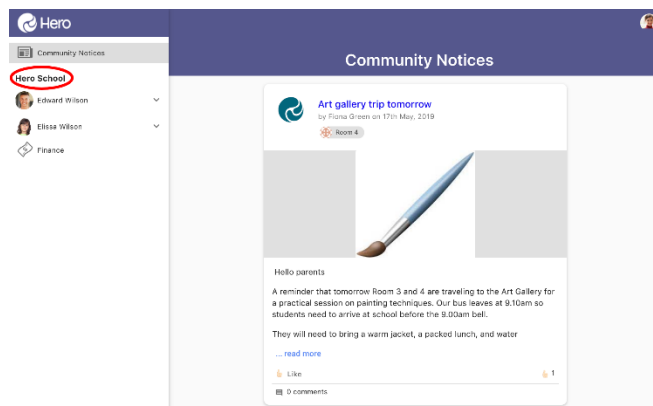 Hero
Community Notices
Hero School
Edward Wilson
Elissa Wilson
Finance
Community Notices
Art gallery trip tomorrow
by Fiona Green on 17th May, 2019
Room 4
Hello parents
A reminder that tomorrow Room 3 and 4 are traveling to the Art Gallery for
a practical session on painting techniques. Our bus leaves at 9.10am so
students need to arrive at school before the 9.00am bell.
They will need to bring a warm jacket, a packed lunch, and water
... read more
Like
1
0 comments